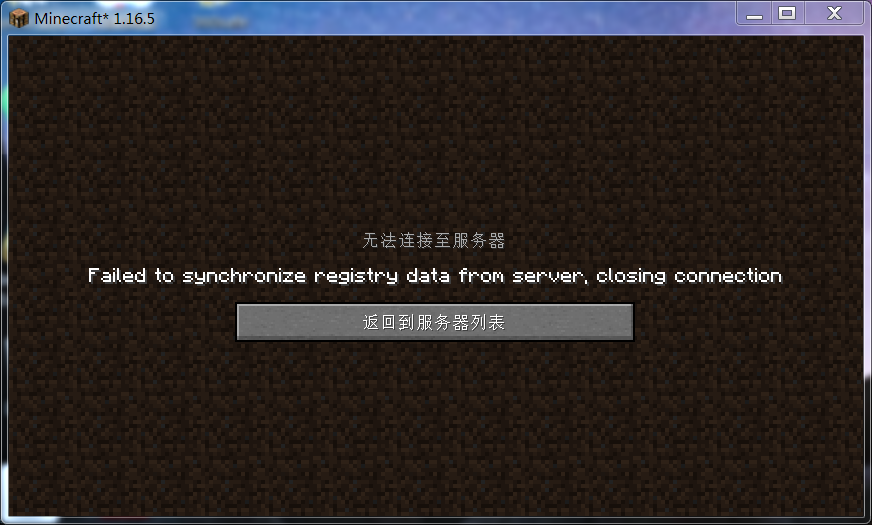 Minecraft* 1.16.5
无法连接至服务器
Failed to synchronize registry data from server, closing connection
返回到服务器列表